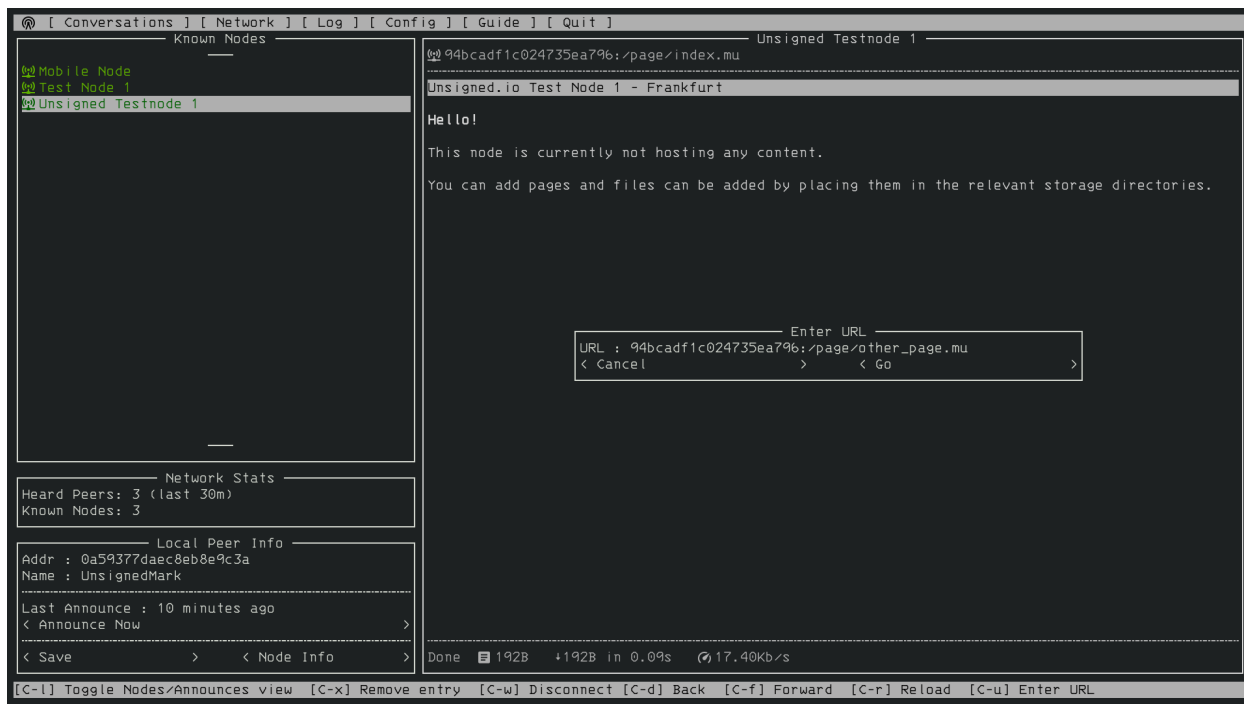 [ Conversations ] [ Network ] [ Log ] [ Config ] [ Guide ] [ Quit ]
Known Nodes
Mobile Node
Test Node 1
Unsigned Testnode 1
Network Stats
Heard Peers: 3 (last 30m)
Known Nodes: 3
Local Peer Info
Addr : 0a59377daec8eb8e9c3a
Name : UnsignedMark
Last Announce : 10 minutes ago
< Announce Now >
< Save > < Node Info >
Unsigned Testnode 1
94bcadf1c024735ea796:/page/index.mu
Unsigned.io Test Node 1 - Frankfurt
Hello!
This node is currently not hosting any content.
You can add pages and files can be added by placing them in the relevant storage directories.
Enter URL
URL : 94bcadf1c024735ea796:/page/other_page.mu
< Cancel > < Go >
Done 192B ↓192B in 0.09s 17.40Kb/s
[C-l] Toggle Nodes/Announces view [C-x] Remove entry [C-w] Disconnect [C-d] Back [C-f] Forward [C-r] Reload [C-u] Enter URL